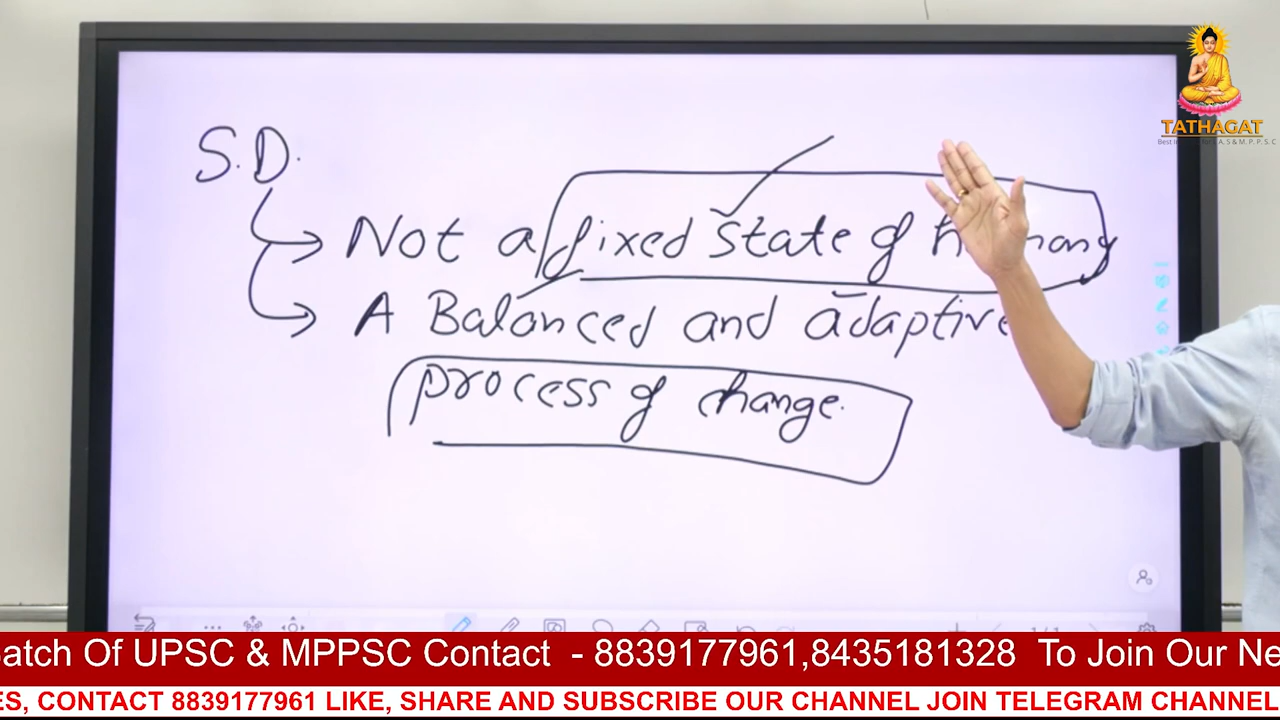 S.D.
Not a fixed state of
A Balanced and adaptive
process of change.
TATHAGAT
Batch Of UPSC & MPPSC Contact - 8839177961,8435181328 To Join Our Ne
ES, CONTACT 8839177961 LIKE, SHARE AND SUBSCRIBE OUR CHANNEL JOIN TELEGRAM CHANNEL